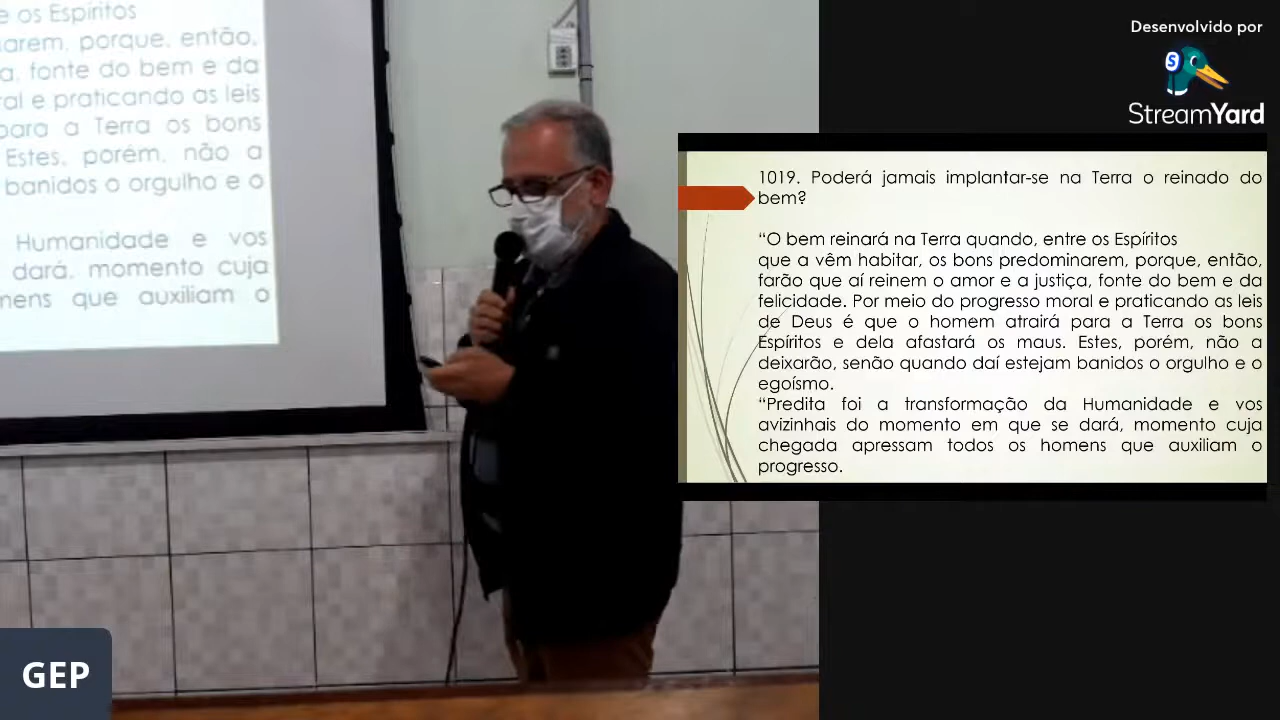 e os Espíritos
arem, porque, então,
a, fonte do bem e da
ral e praticando as leis
para a Terra os bons
Estes, porém, não a
banidos o orgulho e o
Humanidade e vos
dará, momento cuja
mens que auxiliam o
Desenvolvido por
S
StreamYard
1019. Poderá jamais implantar-se na Terra o reinado do
bem?
“O bem reinará na Terra quando, entre os Espíritos
que a vêm habitar, os bons predominarem, porque, então,
farão que aí reinem o amor e a justiça, fonte do bem e da
felicidade. Por meio do progresso moral e praticando as leis
de Deus é que o homem atrairá para a Terra os bons
Espíritos e dela afastará os maus. Estes, porém, não a
deixarão, senão quando daí estejam banidos o orgulho e o
egoísmo.
“Predita foi a transformação da Humanidade e vos
avizinhais do momento em que se dará, momento cuja
chegada apressam todos os homens que auxiliam o
progresso.
GEP